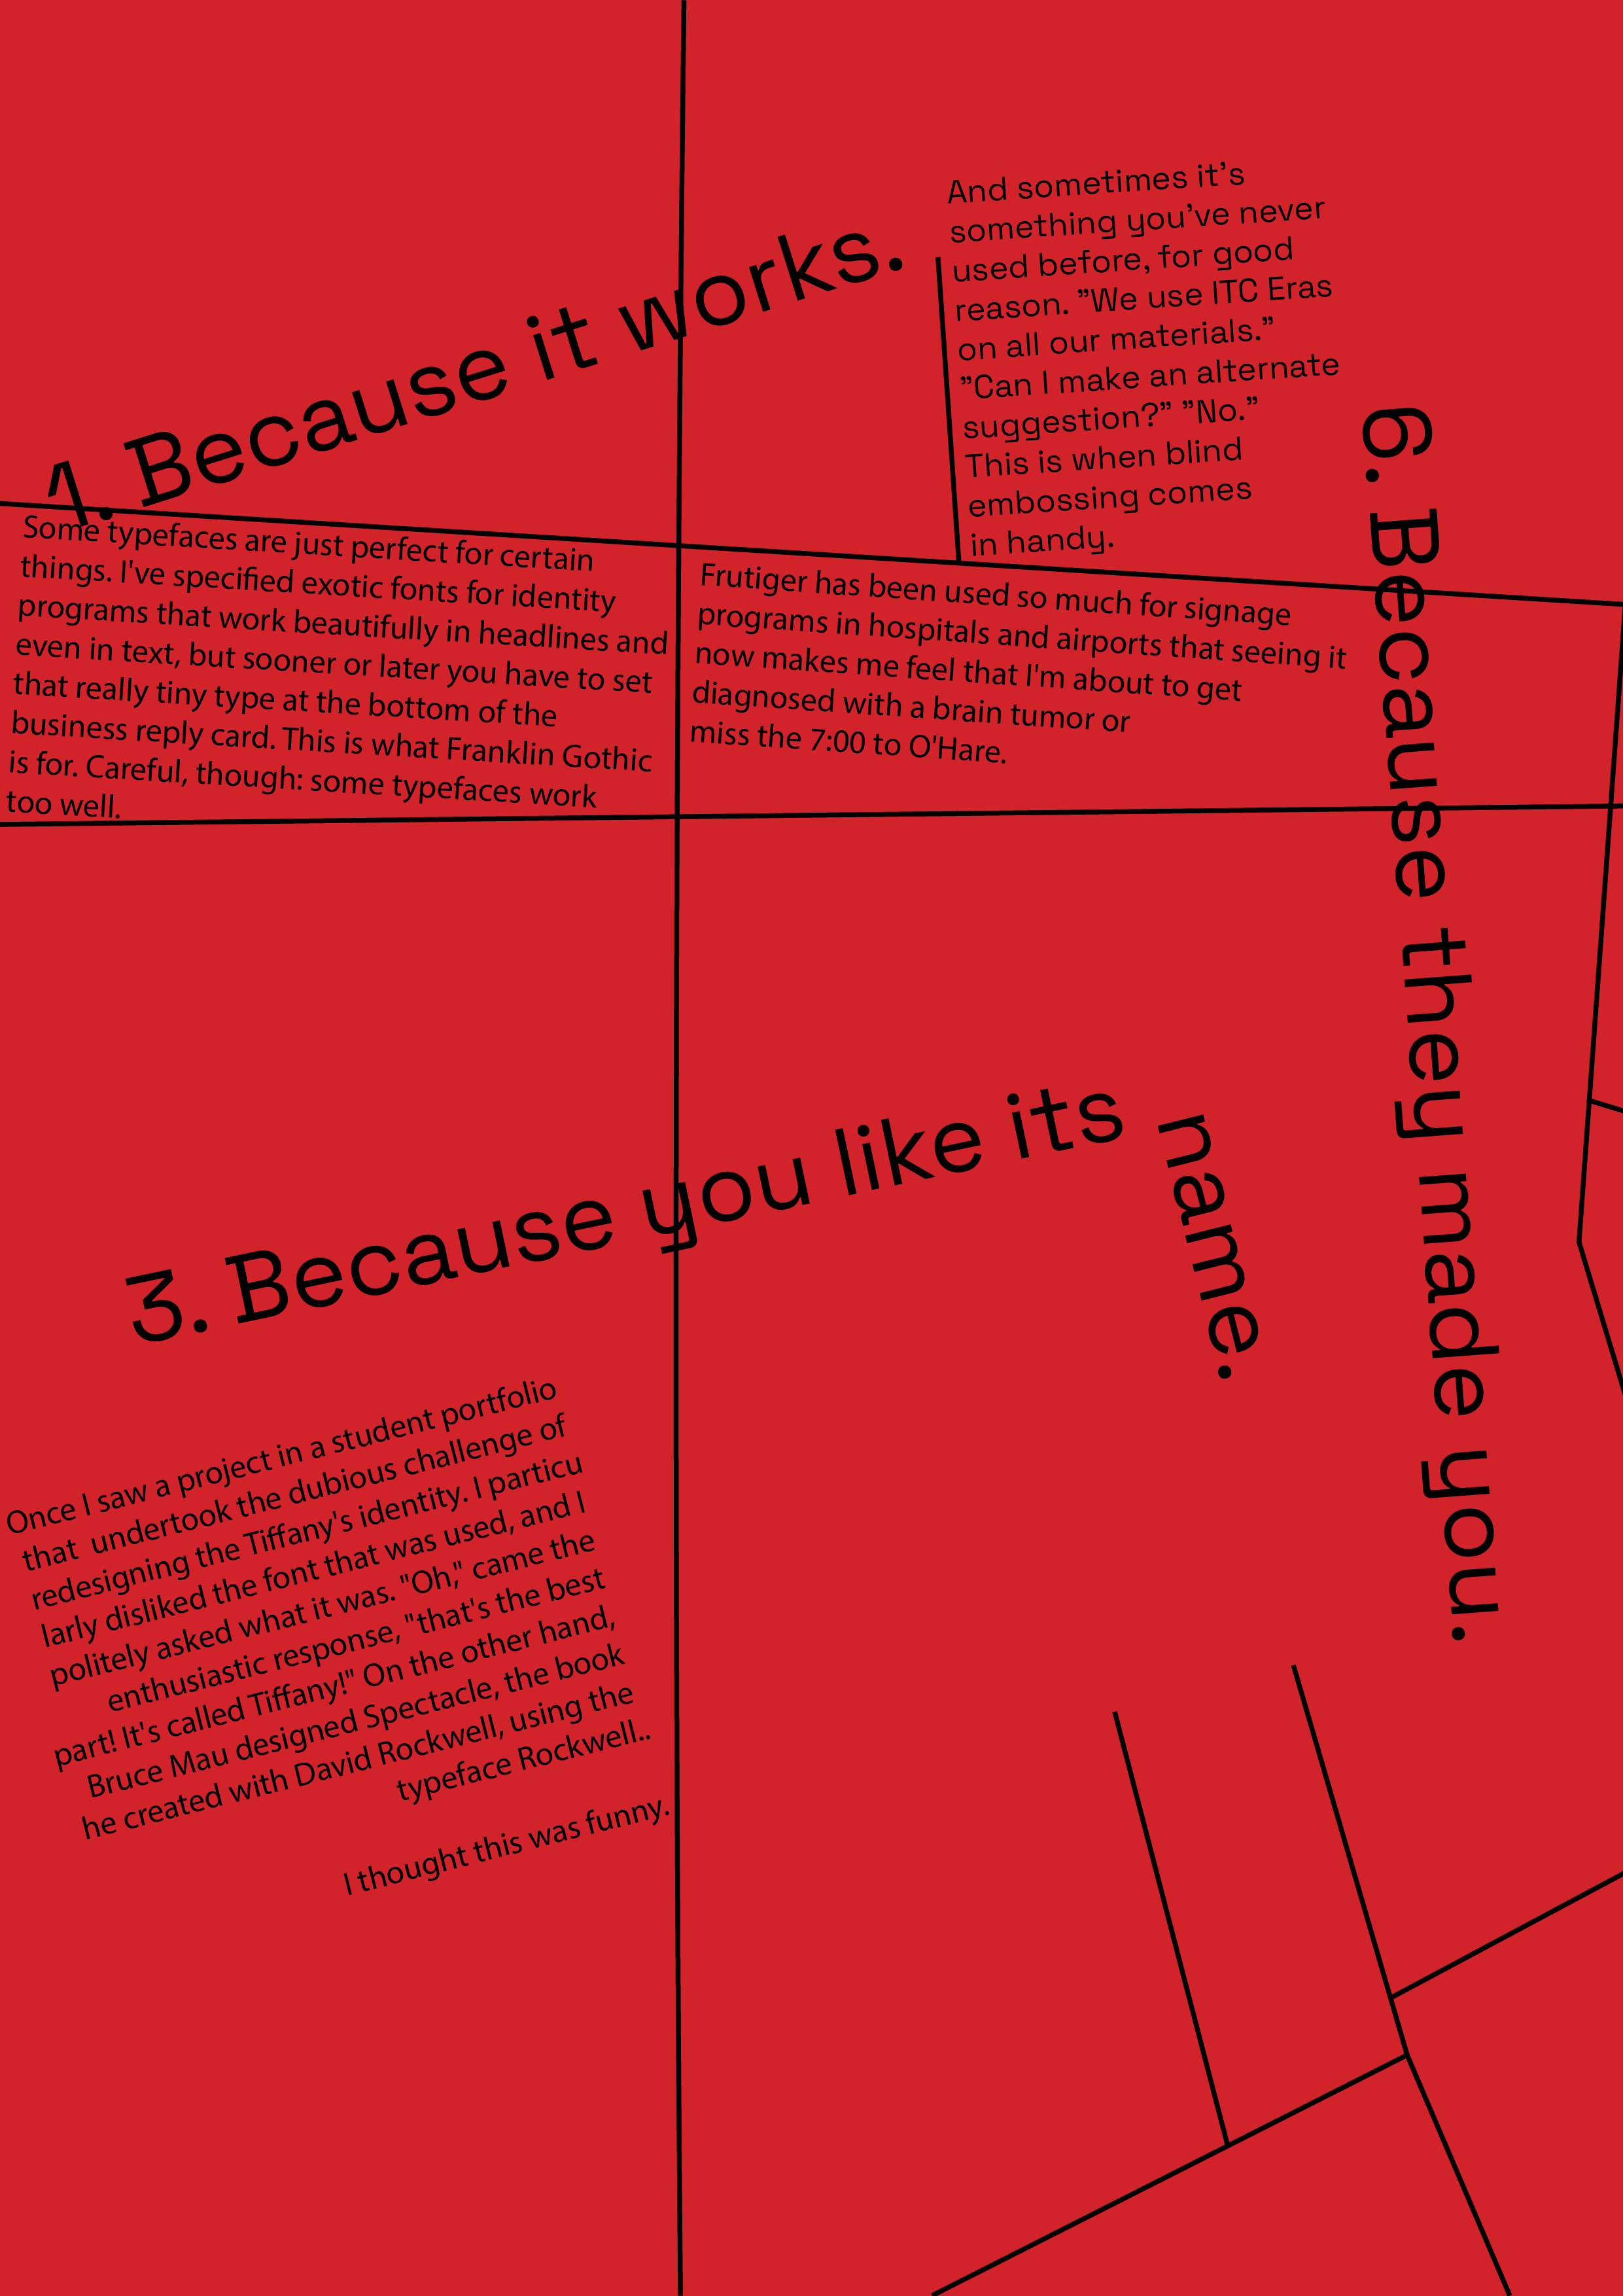 1. Because it works.
Some typefaces are just perfect for certain
things. I've specified exotic fonts for identity
programs that work beautifully in headlines and
even in text, but sooner or later you have to set
that really tiny type at the bottom of the
business reply card. This is what Franklin Gothic
is for. Careful, though: some typefaces work
too well.
Frutiger has been used so much for signage
programs in hospitals and airports that seeing it
now makes me feel that I'm about to get
diagnosed with a brain tumor or
miss the 7:00 to O'Hare.
And sometimes it’s
something you’ve never
used before, for good
reason. ”We use ITC Eras
on all our materials.”
”Can I make an alternate
suggestion?” ”No.”
This is when blind
embossing comes
in handy.
6. Because they made you.
3. Because you like its
name.
Once I saw a project in a student portfolio
that undertook the dubious challenge of
redesigning the Tiffany's identity. I particu
larly disliked the font that was used, and I
politely asked what it was. "Oh," came the
enthusiastic response, "that's the best
part! It's called Tiffany!" On the other hand,
Bruce Mau designed Spectacle, the book
he created with David Rockwell, using the
typeface Rockwell..
I thought this was funny.